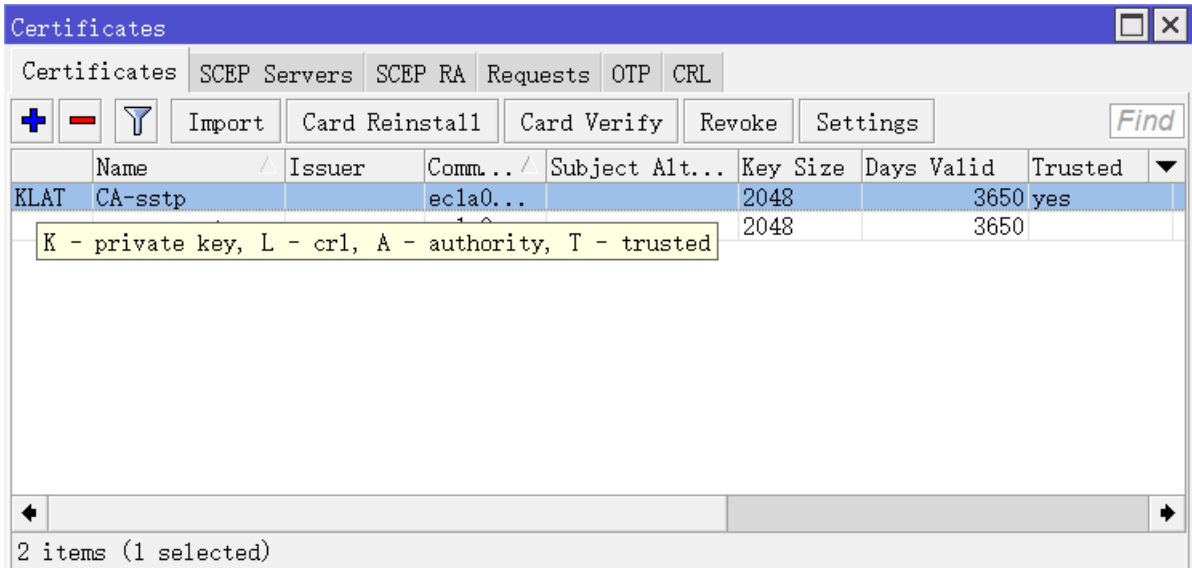 Certificates
Certificates SCEP Servers SCEP RA Requests OTP CRL
Import Card Reinstall Card Verify Revoke Settings Find
Name Issuer Comm... Subject Alt... Key Size Days Valid Trusted
KLAT CA-sstp ec1a0... 2048 3650 yes
2048 3650
K - private key, L - crl, A - authority, T - trusted
2 items (1 selected)